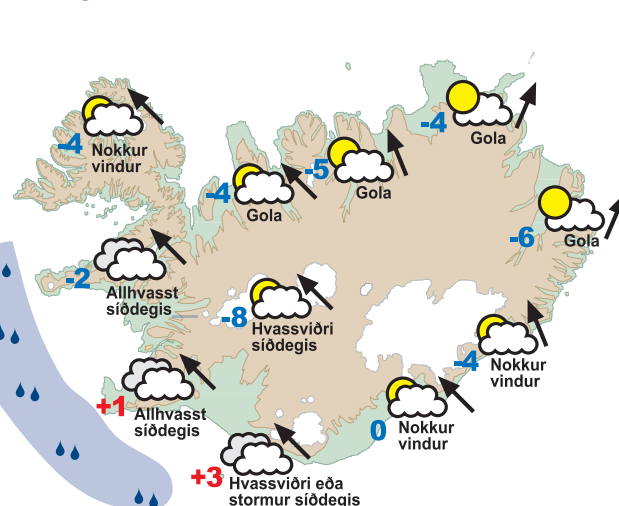 -4
Gola
-4
Nokkur
vindur
-5
Gola
-4
Gola
-6
Gola
-2
Allhvasst
síðdegis
-8
Hvassviðri
síðdegis
-4
Nokkur
vindur
+1
Allhvasst
síðdegis
0
Nokkur
vindur
+3
Hvassviðri eða
stormur síðdegis